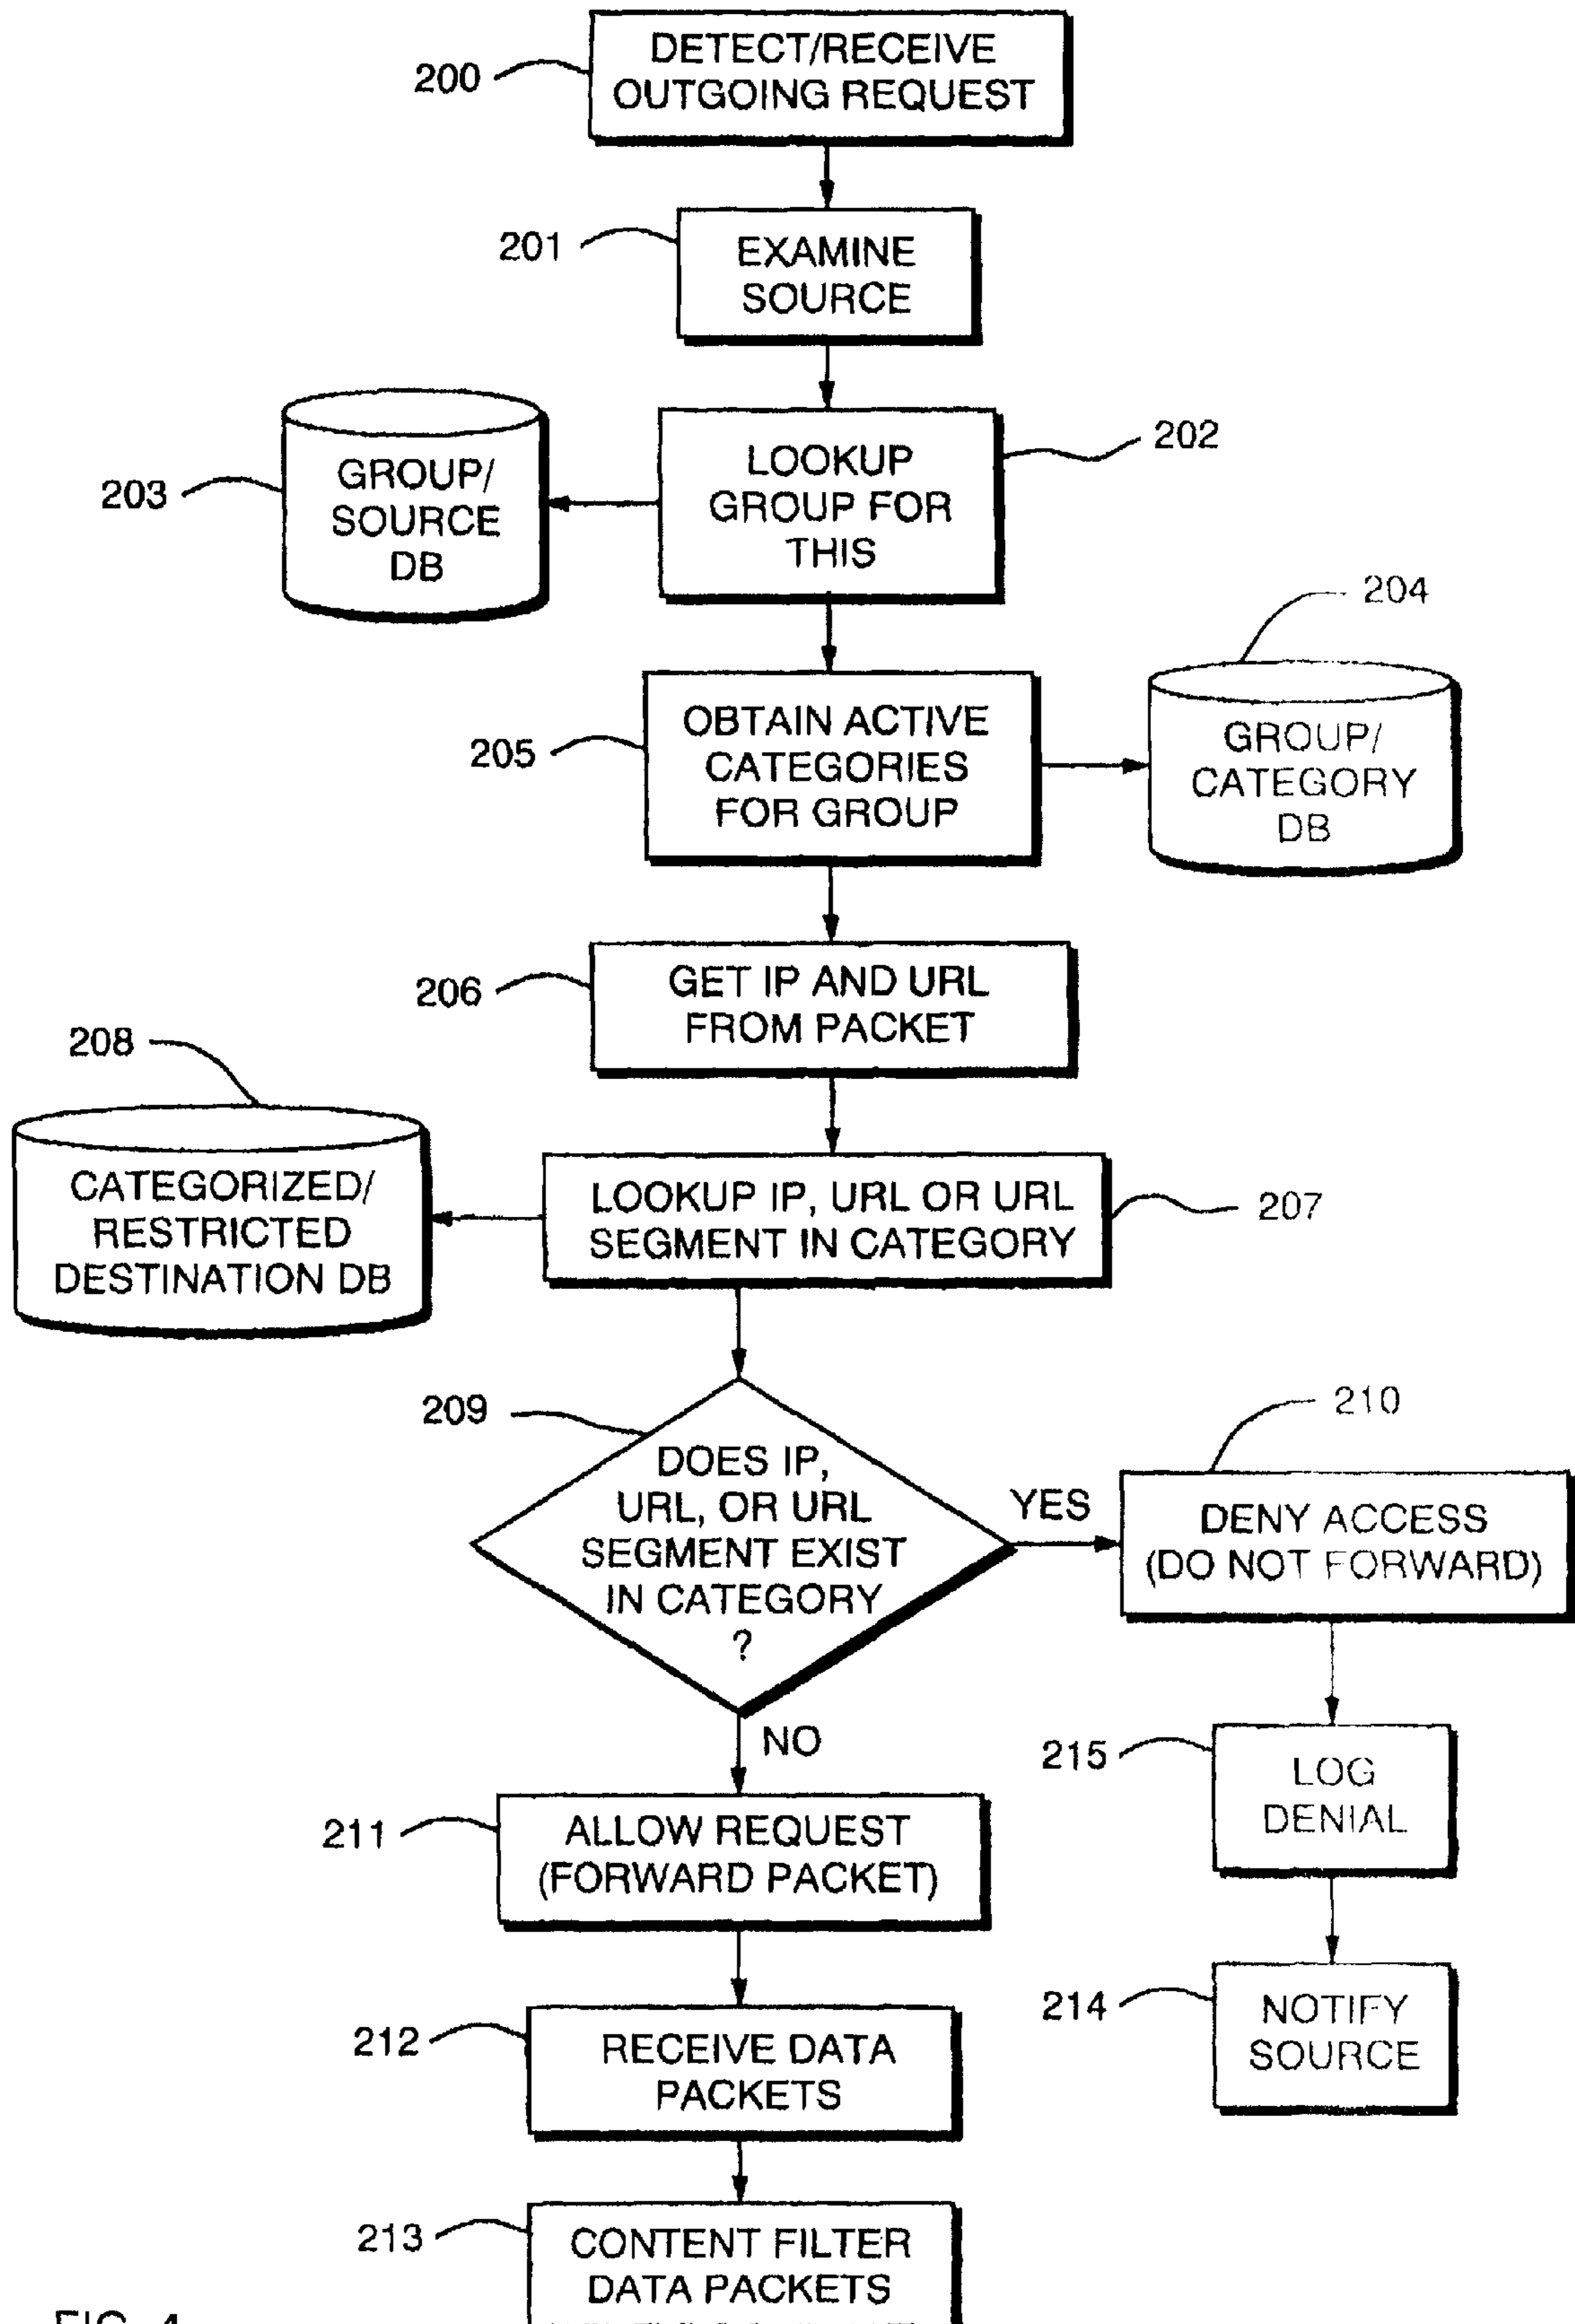 200
DETECT/RECEIVE
OUTGOING REQUEST
201
EXAMINE
SOURCE
202
LOOKUP
GROUP FOR
THIS
203
GROUP/
SOURCE
DB
204
GROUP/
CATEGORY
DB
205
OBTAIN ACTIVE
CATEGORIES
FOR GROUP
206
GET IP AND URL
FROM PACKET
208
CATEGORIZED/
RESTRICTED
DESTINATION DB
LOOKUP IP, URL OR URL
SEGMENT IN CATEGORY
207
209
DOES IP,
URL, OR URL
SEGMENT EXIST
IN CATEGORY
?
YES
210
DENY ACCESS
(DO NOT FORWARD)
NO
215
LOG
DENIAL
211
ALLOW REQUEST
(FORWARD PACKET)
214
NOTIFY
SOURCE
212
RECEIVE DATA
PACKETS
213
CONTENT FILTER
DATA PACKETS